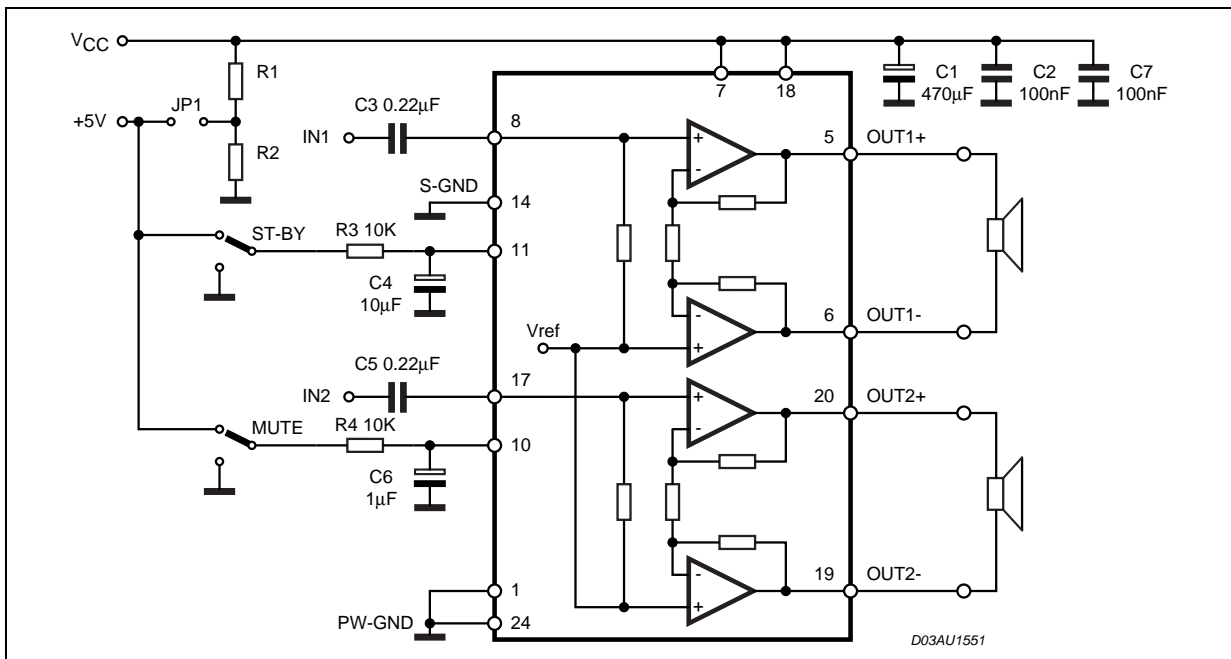 VCC
R1
JP1
+5V
R2
C3 0.22µF
IN1
8
S-GND
14
ST-BY
R3 10K
11
C4
10µF
7
18
C1
470µF
C2
100nF
C7
100nF
+
-
5
OUT1+
-
+
6
OUT1-
Vref
C5 0.22µF
IN2
17
MUTE
R4 10K
10
C6
1µF
+
-
20
OUT2+
-
+
19
OUT2-
1
PW-GND
24
D03AU1551